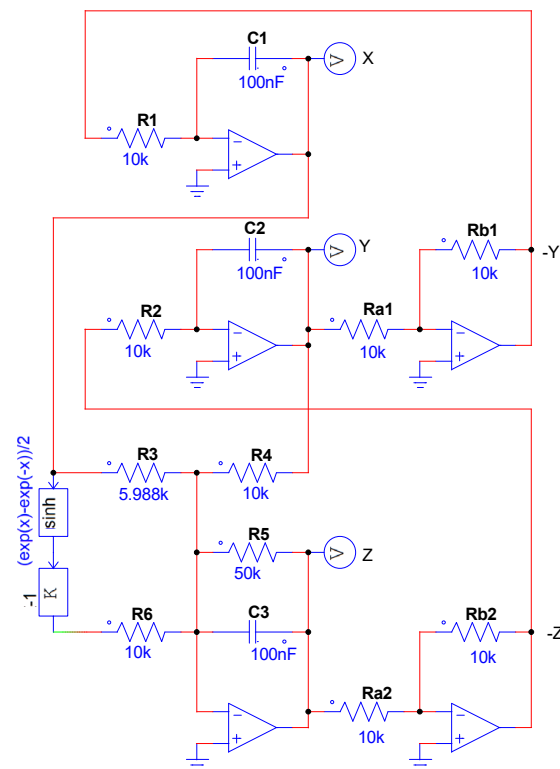 C1
V
X
100nF
R1
10k
C2
V
Y
100nF
Rb1
-Y
10k
R2
10k
Ra1
10k
(exp(x)-exp(-x))/2
R3
5.988k
R4
10k
sinh
R5
50k
V
Z
-1
K
R6
10k
C3
100nF
Rb2
-Z
10k
Ra2
10k